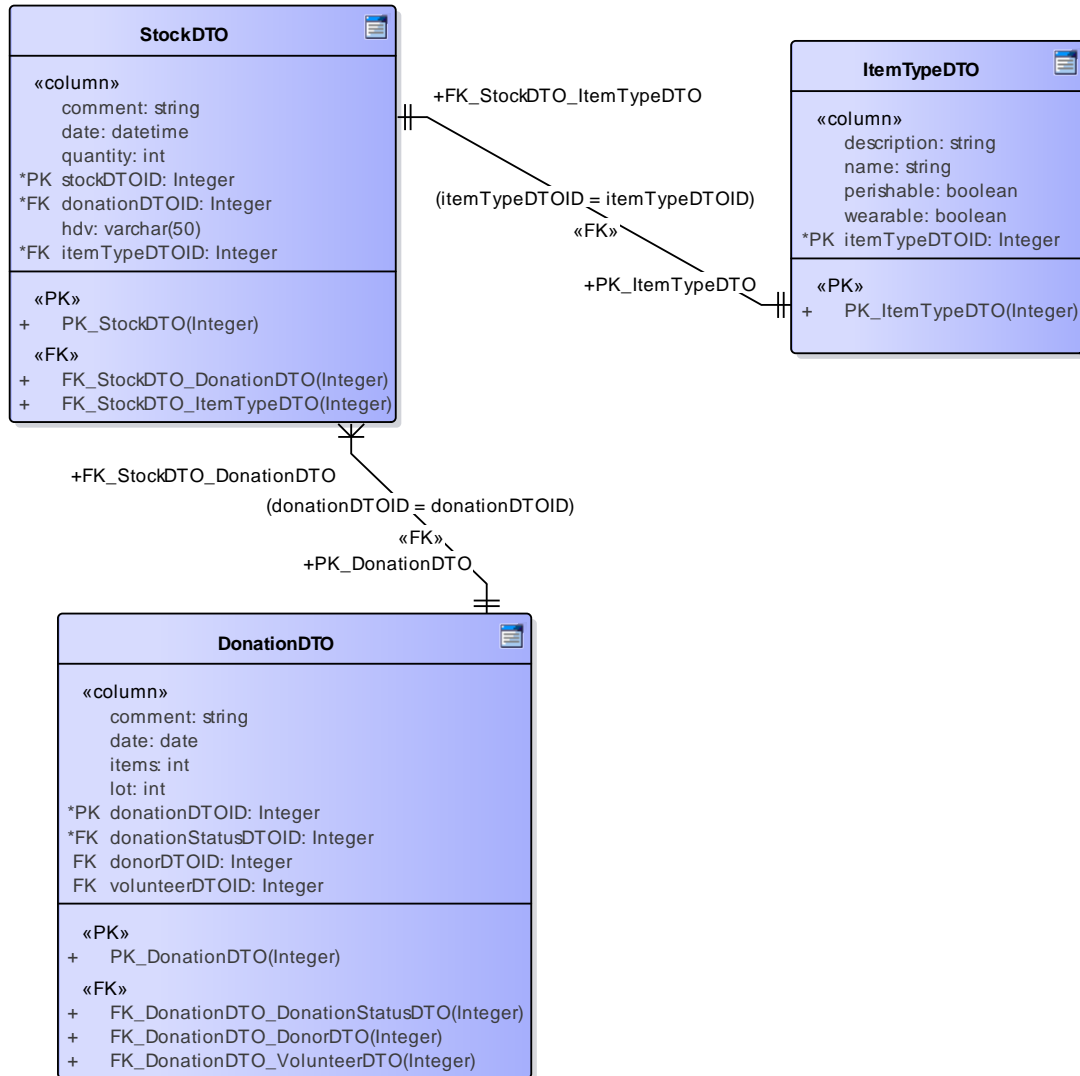 StockDTO
«column»
comment: string
date: datetime
quantity: int
*PK stockDTOID: Integer
*FK donationDTOID: Integer
hdv: varchar(50)
*FK itemTypeDTOID: Integer
«PK»
+ PK_StockDTO(Integer)
«FK»
+ FK_StockDTO_DonationDTO(Integer)
+ FK_StockDTO_ItemTypeDTO(Integer)
+FK_StockDTO_ItemTypeDTO
(itemTypeDTOID = itemTypeDTOID)
«FK»
+PK_ItemTypeDTO
ItemTypeDTO
«column»
description: string
name: string
perishable: boolean
wearable: boolean
*PK itemTypeDTOID: Integer
«PK»
+ PK_ItemTypeDTO(Integer)
+FK_StockDTO_DonationDTO
(donationDTOID = donationDTOID)
«FK»
+PK_DonationDTO
DonationDTO
«column»
comment: string
date: date
items: int
lot: int
*PK donationDTOID: Integer
*FK donationStatusDTOID: Integer
FK donorDTOID: Integer
FK volunteerDTOID: Integer
«PK»
+ PK_DonationDTO(Integer)
«FK»
+ FK_DonationDTO_DonationStatusDTO(Integer)
+ FK_DonationDTO_DonorDTO(Integer)
+ FK_DonationDTO_VolunteerDTO(Integer)